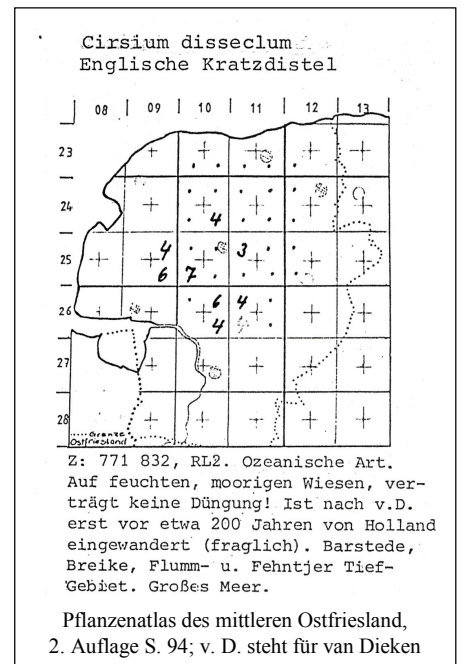 Cirsium disseclum
Englische Kratzdistel
08 | 09 | 10 | 11 | 12 | 13
23
24
4
25
4
3
6
7
26
6
4
4
27
28
Grenze
Ostfriesland
Z: 771 832, RL2. Ozeanische Art.
Auf feuchten, moorigen Wiesen, ver-
trägt keine Düngung! Ist nach v.D.
erst vor etwa 200 Jahren von Holland
eingewandert (fraglich). Barstede,
Breike, Flumm- u. Fehntjer Tief-
Gebiet. Großes Meer.
Pflanzenatlas des mittleren Ostfriesland,
2. Auflage S. 94; v. D. steht für van Dieken